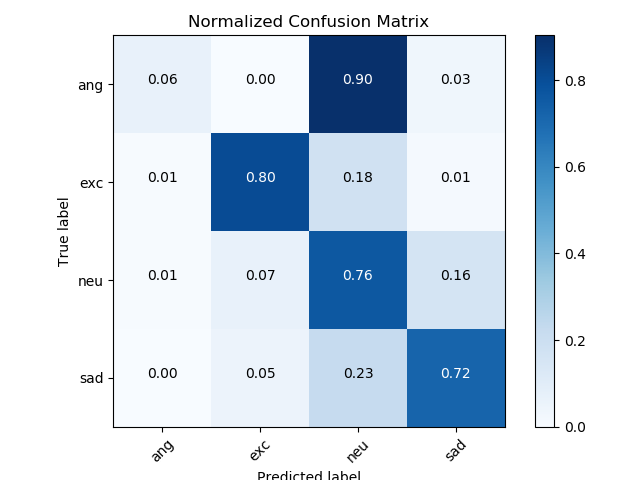 Normalized Confusion Matrix
ang 0.06 0.00 0.90 0.03
exc 0.01 0.80 0.18 0.01
neu 0.01 0.07 0.76 0.16
sad 0.00 0.05 0.23 0.72
True label
ang exc neu sad
Predicted label
0.8
0.6
0.4
0.2
0.0